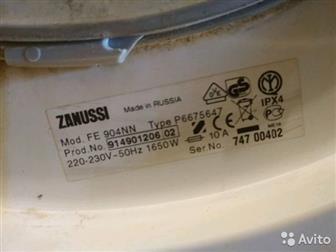 ZANUSSI Made in RUSSIA
Mod. FE 904NN Type P6675647
Prod.No. 914901206 02
220-230V~50Hz 1650W 10A
Ser No. 747 00402
IPX4
Avito